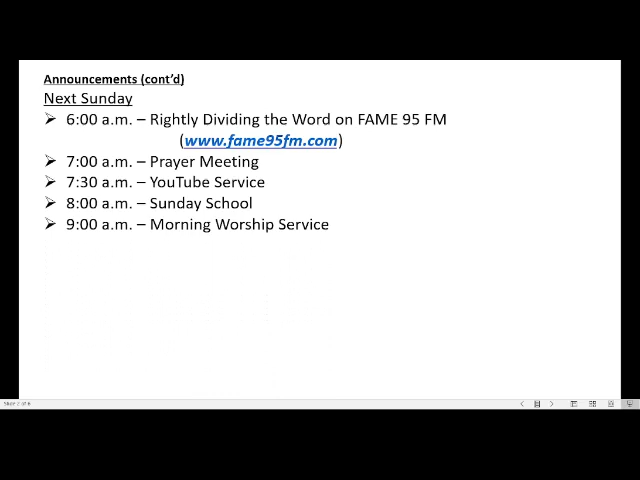 Announcements (cont'd)
Next Sunday
➢ 6:00 a.m. – Rightly Dividing the Word on FAME 95 FM
(www.fame95fm.com)
➢ 7:00 a.m. – Prayer Meeting
➢ 7:30 a.m. – YouTube Service
➢ 8:00 a.m. – Sunday School
➢ 9:00 a.m. – Morning Worship Service